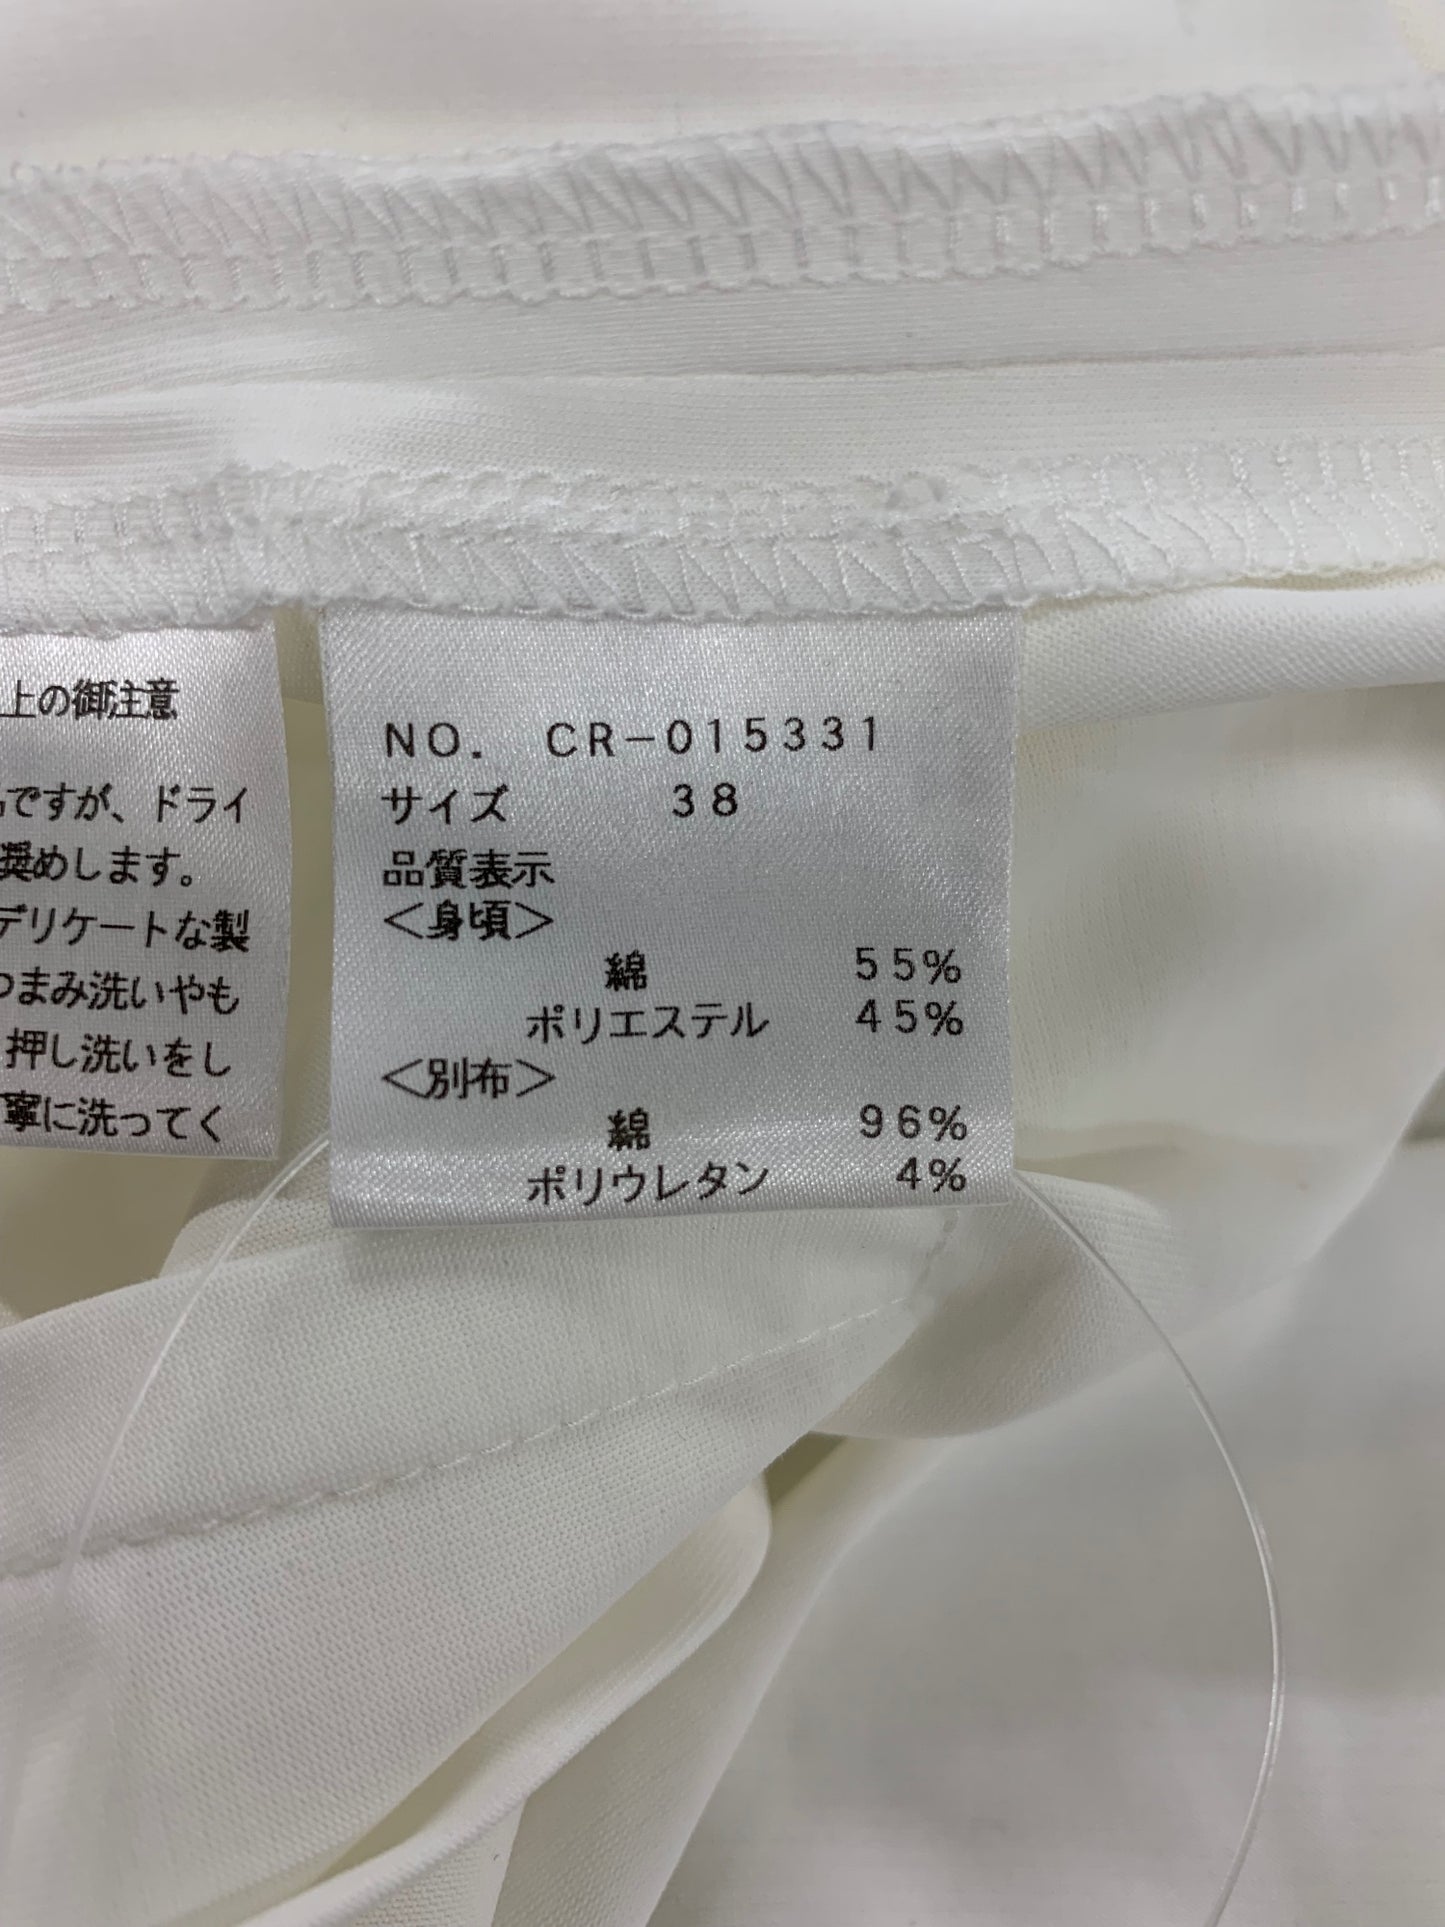 上の御注意
ですが、ドライ
奨めします。
デリケートな製
つまみ洗いやも
押し洗いをし
寧に洗ってく
NO. CR-015331
サイズ 38
品質表示
<身頃>
綿 55%
ポリエステル 45%
<別布>
綿 96%
ポリウレタン 4%